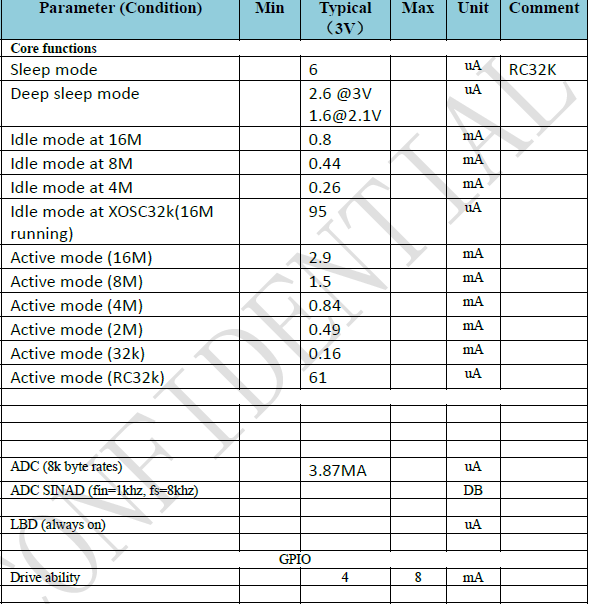 Parameter (Condition) Min Typical Max Unit Comment
（3V）
Core functions
Sleep mode 6 uA RC32K
Deep sleep mode 2.6 @3V uA
1.6@2.1V
Idle mode at 16M 0.8 mA
Idle mode at 8M 0.44 mA
Idle mode at 4M 0.26 mA
Idle mode at XOSC32k(16M 95 uA
running)
Active mode (16M) 2.9 mA
Active mode (8M) 1.5 mA
Active mode (4M) 0.84 mA
Active mode (2M) 0.49 mA
Active mode (32k) 0.16 mA
Active mode (RC32k) 61 uA
ADC (8k byte rates) 3.87MA uA
ADC SINAD (fin=1khz, fs=8khz) DB
LBD (always on) uA
GPIO
Drive ability 4 8 mA
CONFIDENTIAL